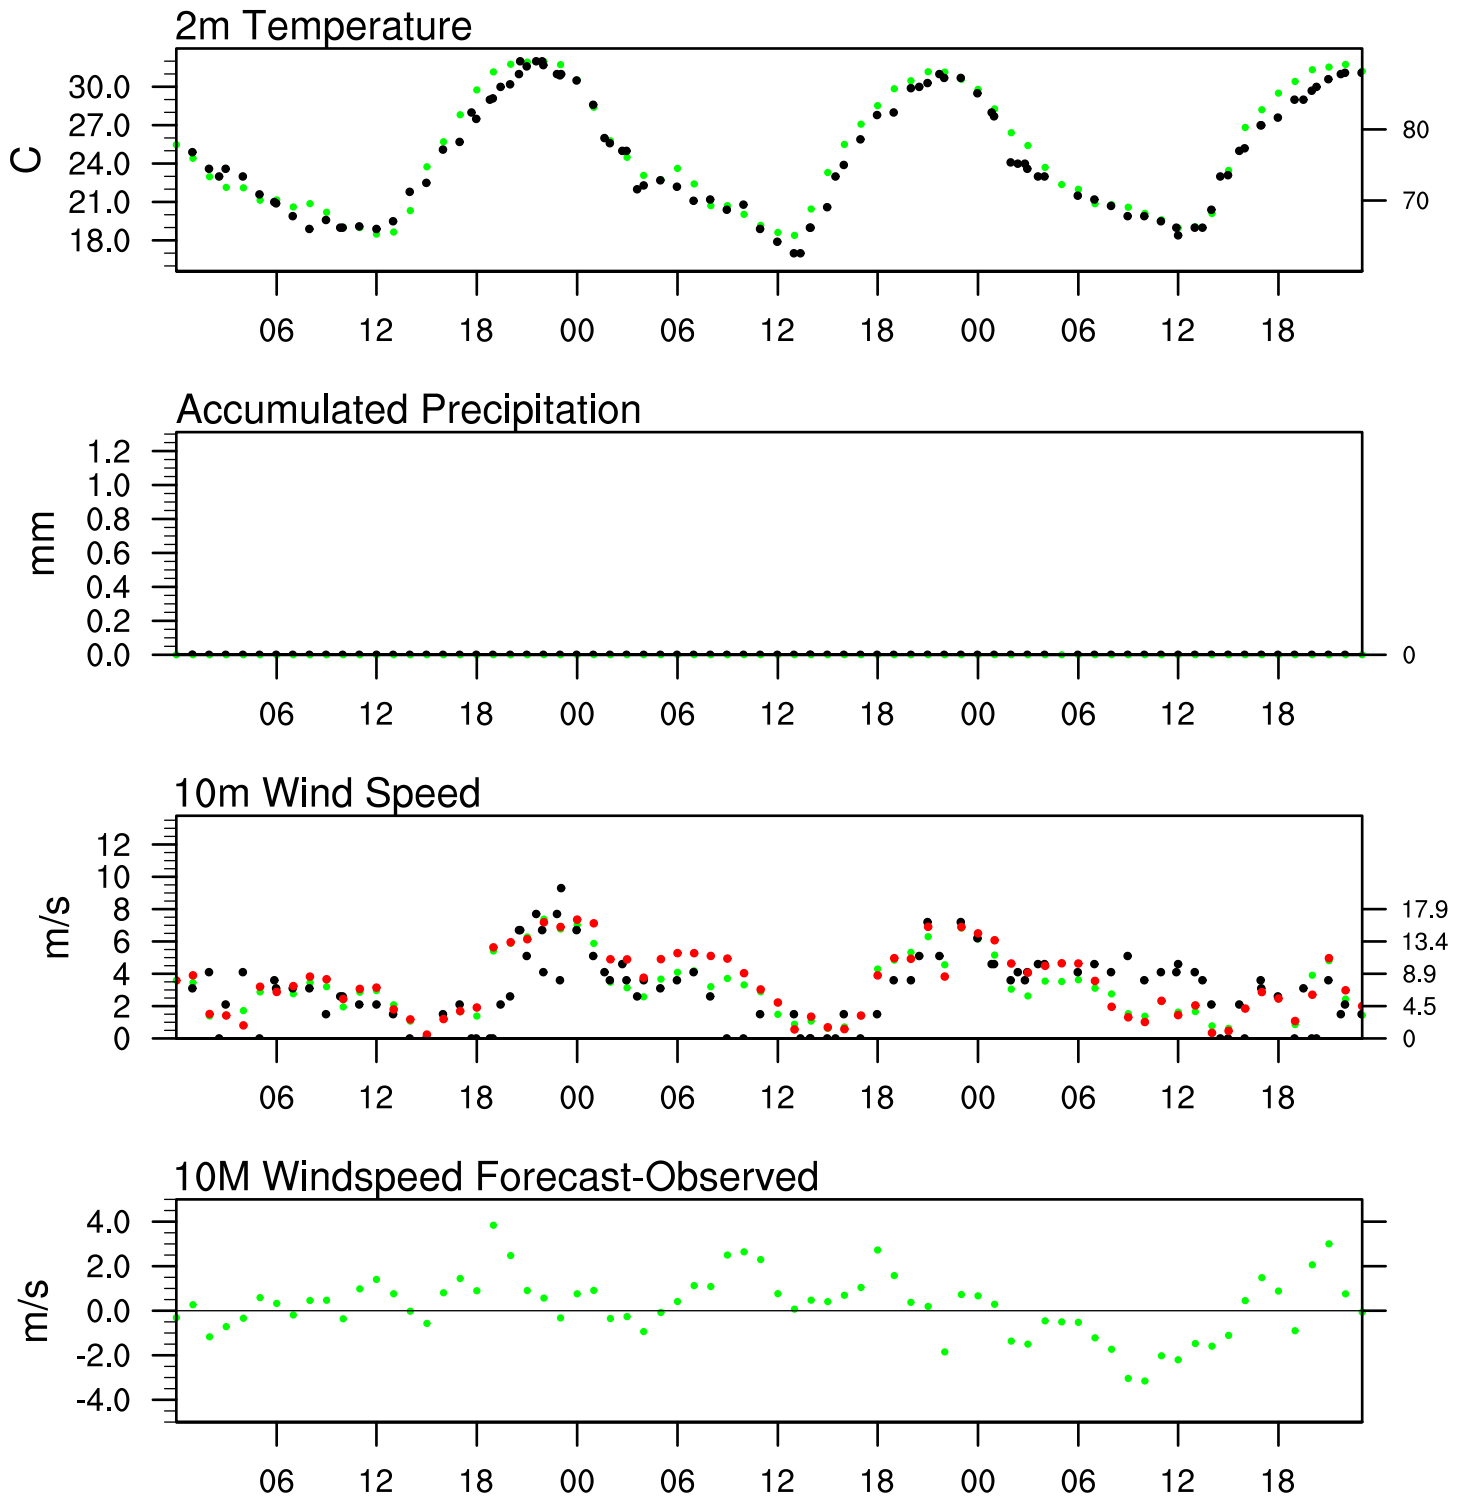 2m Temperature
C
30.0
27.0
24.0
21.0
18.0
80
70
06 12 18 00 06 12 18 00 06 12 18
Accumulated Precipitation
mm
1.2
1.0
0.8
0.6
0.4
0.2
0.0
0
06 12 18 00 06 12 18 00 06 12 18
10m Wind Speed
m/s
12
10
8
6
4
2
0
17.9
13.4
8.9
4.5
0
06 12 18 00 06 12 18 00 06 12 18
10M Windspeed Forecast-Observed
m/s
4.0
2.0
0.0
-2.0
-4.0
06 12 18 00 06 12 18 00 06 12 18